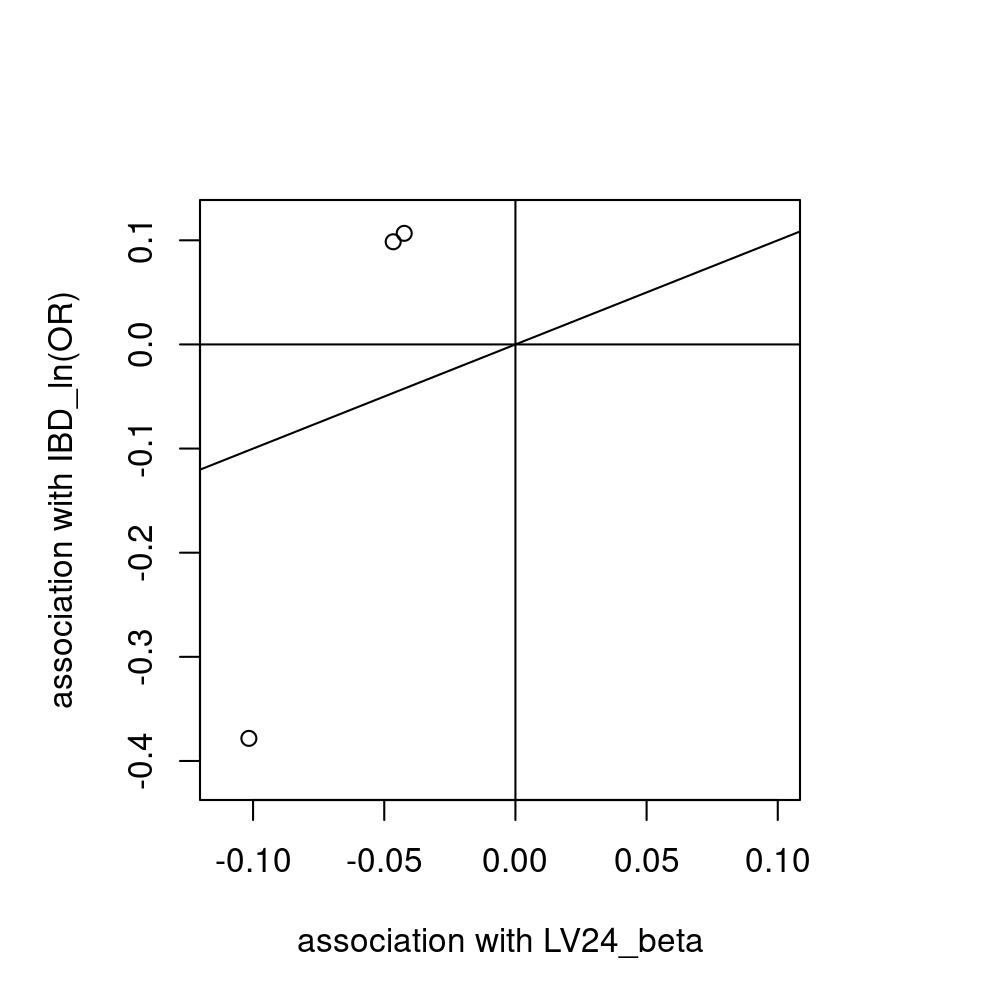 association with IBD_ln(OR)
0.1
0.0
-0.1
-0.2
-0.3
-0.4
-0.10 -0.05 0.00 0.05 0.10
association with LV24_beta